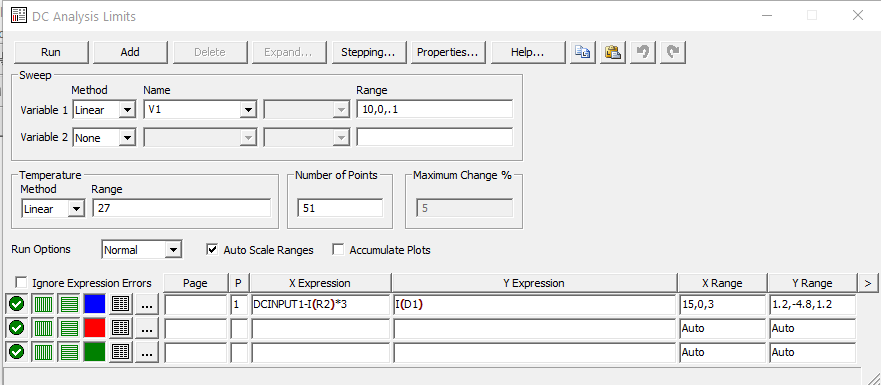 DC Analysis Limits
Run Add Delete Expand... Stepping... Properties... Help...
Sweep
Method Name Range
Variable 1 Linear V1 10,0,.1
Variable 2 None
Temperature Number of Points Maximum Change %
Method Range
Linear 27 51 5
Run Options Normal Auto Scale Ranges Accumulate Plots
Ignore Expression Errors Page P X Expression Y Expression X Range Y Range >
... 1 DCINPUT1-I(R2)*3 I(D1) 15,0,3 1.2,-4.8,1.2
... Auto Auto
... Auto Auto